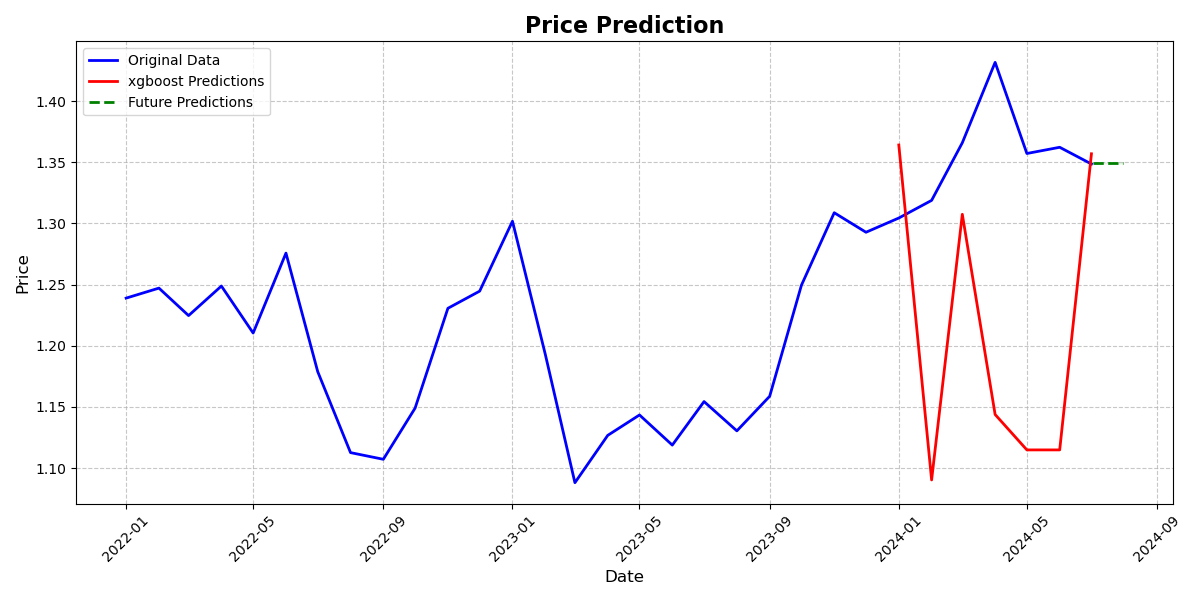 Price Prediction
Original Data
xgboost Predictions
Future Predictions
Price
1.40
1.35
1.30
1.25
1.20
1.15
1.10
2022-01
2022-05
2022-09
2023-01
2023-05
2023-09
2024-01
2024-05
2024-09
Date